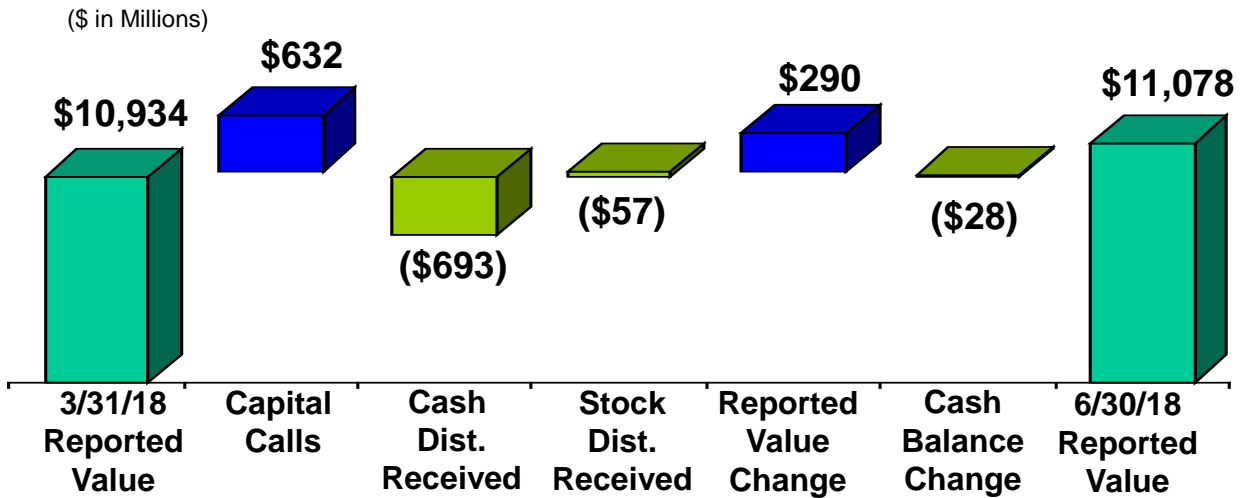 ($ in Millions)
$632
$10,934
$290
$11,078
($693)
($57)
($28)
3/31/18
Reported
Value
Capital
Calls
Cash
Dist.
Received
Stock
Dist.
Received
Reported
Value
Change
Cash
Balance
Change
6/30/18
Reported
Value